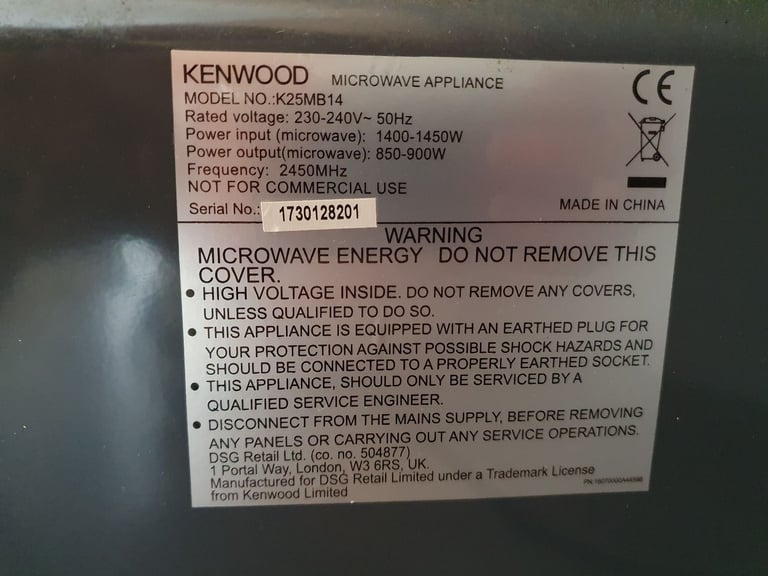 KENWOOD MICROWAVE APPLIANCE
MODEL NO.:K25MB14
Rated voltage: 230-240V~ 50Hz
Power input (microwave): 1400-1450W
Power output(microwave): 850-900W
Frequency: 2450MHz
NOT FOR COMMERCIAL USE
Serial No.: 1730128201
CE
MADE IN CHINA
WARNING
MICROWAVE ENERGY DO NOT REMOVE THIS
COVER.
● HIGH VOLTAGE INSIDE. DO NOT REMOVE ANY COVERS,
UNLESS QUALIFIED TO DO SO.
● THIS APPLIANCE IS EQUIPPED WITH AN EARTHED PLUG FOR
YOUR PROTECTION AGAINST POSSIBLE SHOCK HAZARDS AND
SHOULD BE CONNECTED TO A PROPERLY EARTHED SOCKET.
● THIS APPLIANCE, SHOULD ONLY BE SERVICED BY A
QUALIFIED SERVICE ENGINEER.
● DISCONNECT FROM THE MAINS SUPPLY, BEFORE REMOVING
ANY PANELS OR CARRYING OUT ANY SERVICE OPERATIONS.
DSG Retail Ltd. (co. no. 504877)
1 Portal Way, London, W3 6RS, UK.
Manufactured for DSG Retail Limited under a Trademark License
from Kenwood Limited